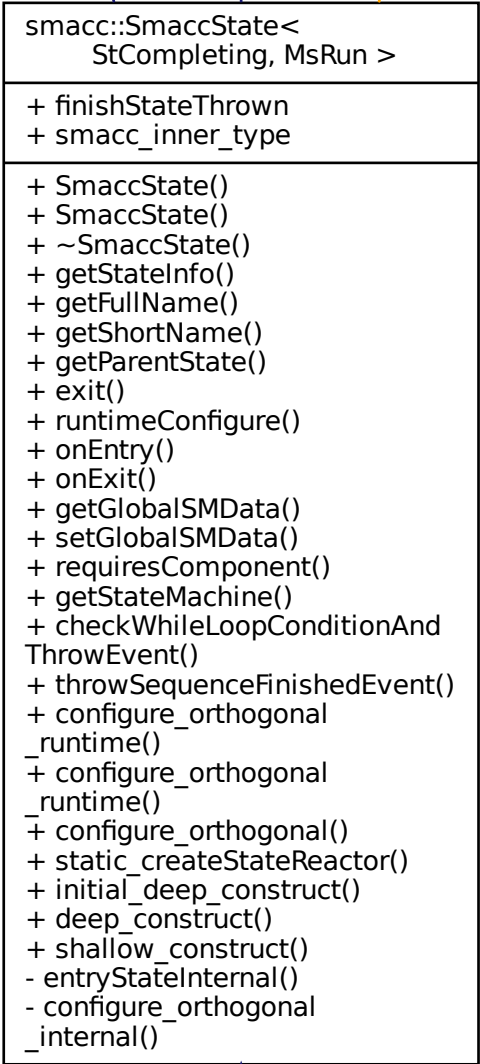 smacc::SmaccState<
StCompleting, MsRun >
+ finishStateThrown
+ smacc_inner_type
+ SmaccState()
+ SmaccState()
+ ~SmaccState()
+ getStateInfo()
+ getFullName()
+ getShortName()
+ getParentState()
+ exit()
+ runtimeConfigure()
+ onEntry()
+ onExit()
+ getGlobalSMData()
+ setGlobalSMData()
+ requiresComponent()
+ getStateMachine()
+ checkWhileLoopConditionAnd
ThrowEvent()
+ throwSequenceFinishedEvent()
+ configure_orthogonal
_runtime()
+ configure_orthogonal
_runtime()
+ configure_orthogonal()
+ static_createStateReactor()
+ initial_deep_construct()
+ deep_construct()
+ shallow_construct()
- entryStateInternal()
- configure_orthogonal
_internal()